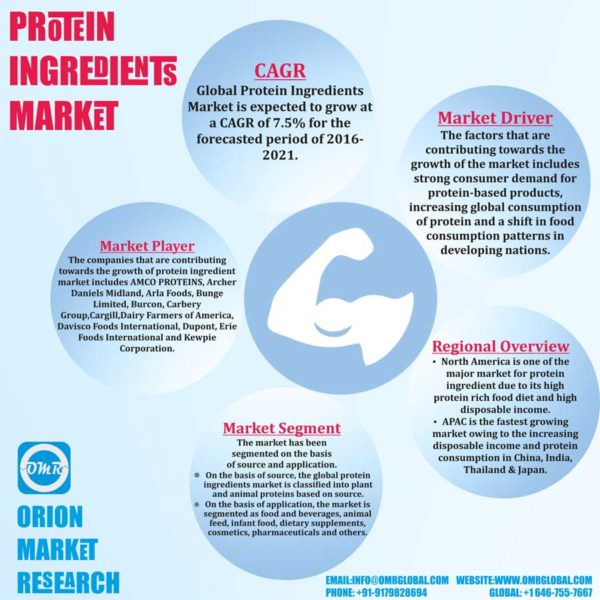 PROTEIN
INGREDIENTS
MARKET
CAGR
Global Protein Ingredients
Market is expected to grow at
a CAGR of 7.5% for the
forecasted period of 2016-
2021.
Market Driver
The factors that are
contributing towards the
growth of the market includes
strong consumer demand for
protein-based products,
increasing global consumption
of protein and a shift in food
consumption patterns in
developing nations.
Market Player
The companies that are contributing
towards the growth of protein ingredient
market includes AMCO PROTEINS, Archer
Daniels Midland, Arla Foods, Bunge
Limited, Burcon, Carbery
Group,Cargill,Dairy Farmers of America,
Davisco Foods International, Dupont, Erie
Foods International and Kewpie
Corporation.
Regional Overview
• North America is one of the
major market for protein
ingredient due to its high
protein rich food diet and high
disposable income.
• APAC is the fastest growing
market owing to the increasing
disposable income and protein
consumption in China, India,
Thailand & Japan.
Market Segment
The market has been
segmented on the basis
of source and application.
• On the basis of source, the global protein
ingredients market is classified into plant
and animal proteins based on source.
• On the basis of application, the market is
segmented as food and beverages, animal
feed, infant food, dietary supplements,
cosmetics, pharmaceuticals and others.
OMR
ORION
MARKET
RESEARCH
EMAIL:INFO@OMRGLOBAL.COM WEBSITE:WWW.OMRGLOBAL.COM
PHONE: +91-9179828694 GLOBAL: +1 646-755-7667